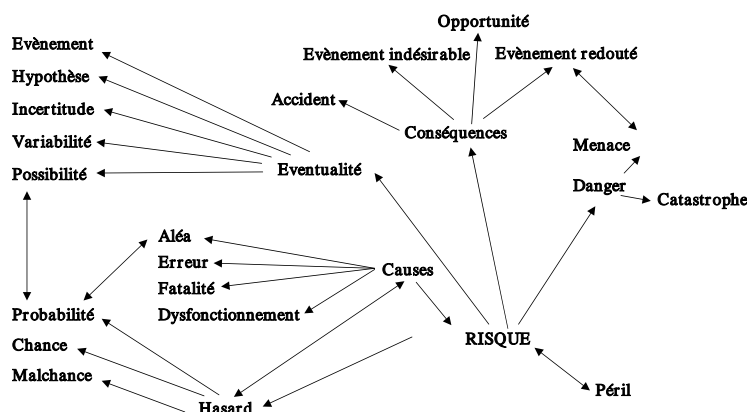 Opportunité
Evènement
Evènement indésirable
Evènement redouté
Hypothèse
Accident
Incertitude
Conséquences
Variabilité
Menace
Eventualité
Possibilité
Danger
Catastrophe
Aléa
Erreur
Causes
Fatalité
Dysfonctionnement
Probabilité
RISQUE
Chance
Malchance
Péril
Hasard